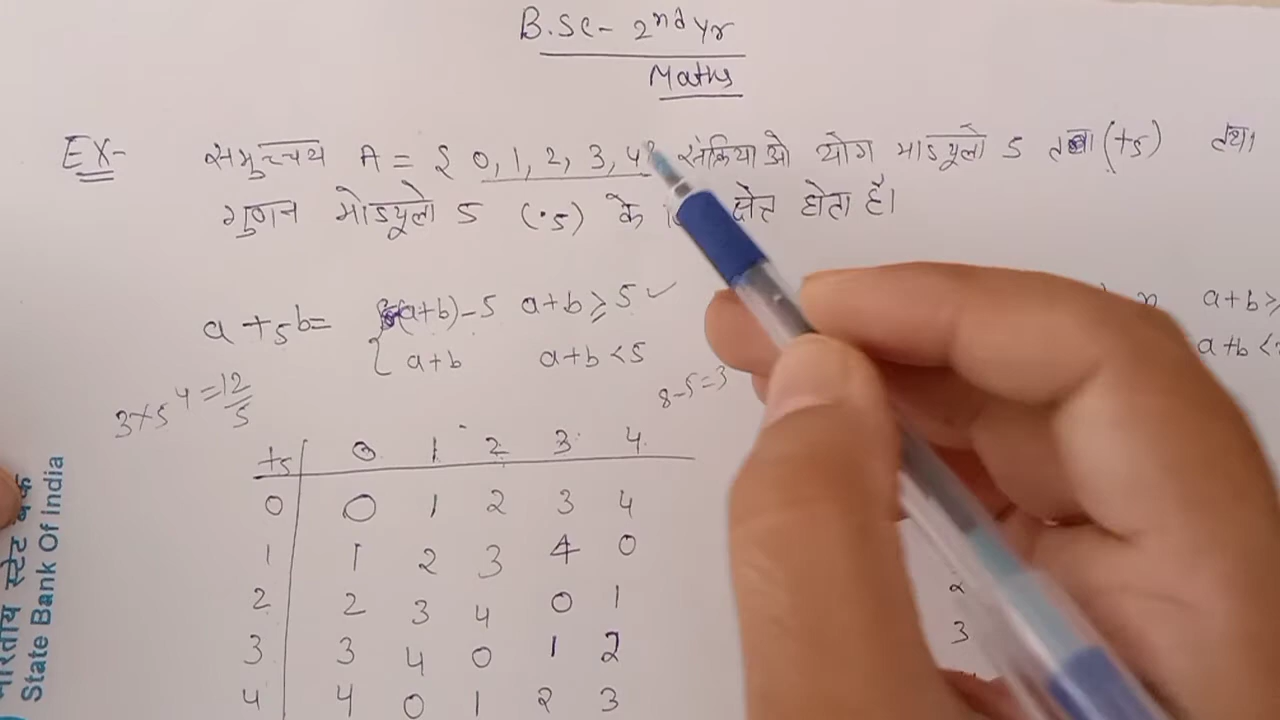 B.Sc- 2nd yr
Maths
EX- समुच्चय A = { 0, 1, 2, 3, 4} संक्रियाओ योग माड्यूलो 5 (+5) तथा
गुणन मोड्यूलो 5 (·5) के क्षेत्र होता है।
a +5 b = { (a+b)-5 a+b ≥ 5 ✓ a+b ≥
a+b a+b < 5 a+b <
3 +5 4 = 12/5
8-5=3
+5 0 1 2 3 4
0 0 1 2 3 4
1 1 2 3 4 0
2 2 3 4 0 1
3 3 4 0 1 2
4 4 0 1 2 3
2
3
भारतीय स्टेट बैंक
State Bank Of India